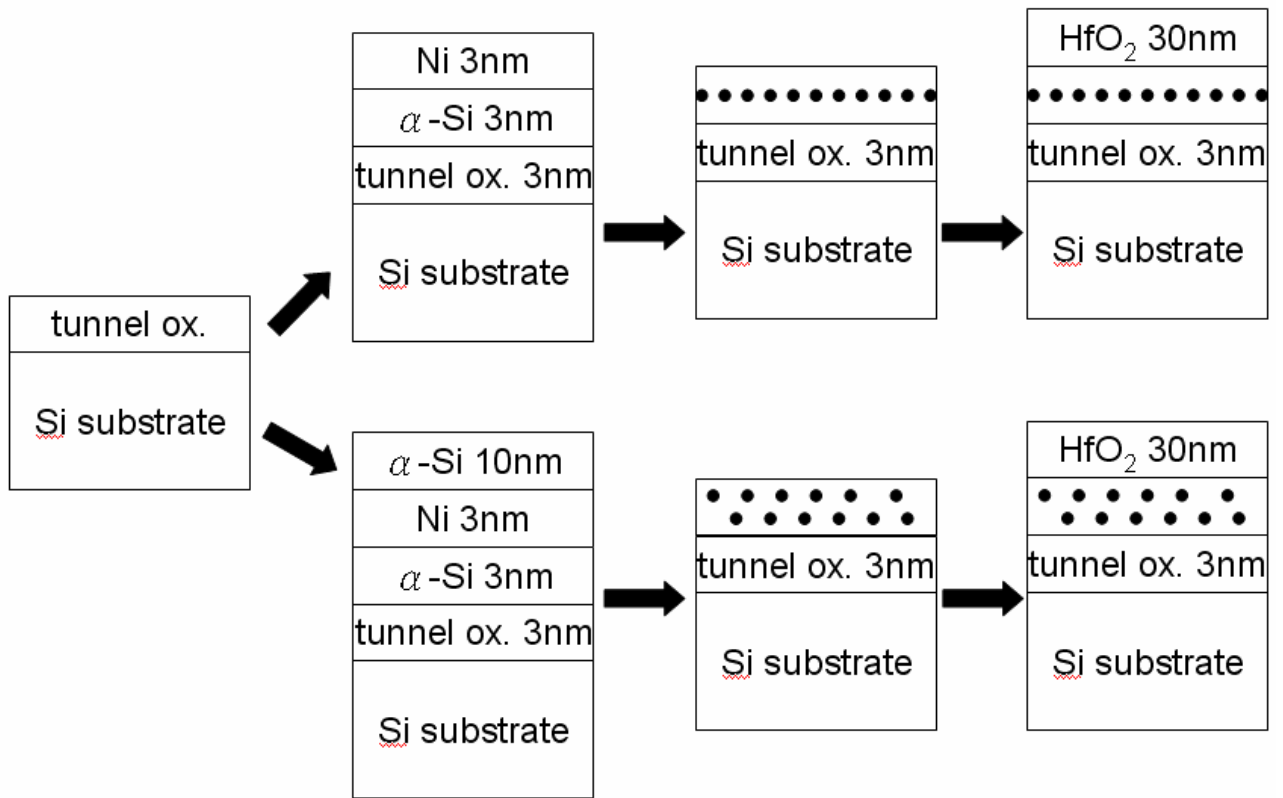 tunnel ox.
Si substrate
Ni 3nm
α-Si 3nm
tunnel ox. 3nm
Si substrate
tunnel ox. 3nm
Si substrate
HfO₂ 30nm
tunnel ox. 3nm
Si substrate
α-Si 10nm
Ni 3nm
α-Si 3nm
tunnel ox. 3nm
Si substrate
tunnel ox. 3nm
Si substrate
HfO₂ 30nm
tunnel ox. 3nm
Si substrate